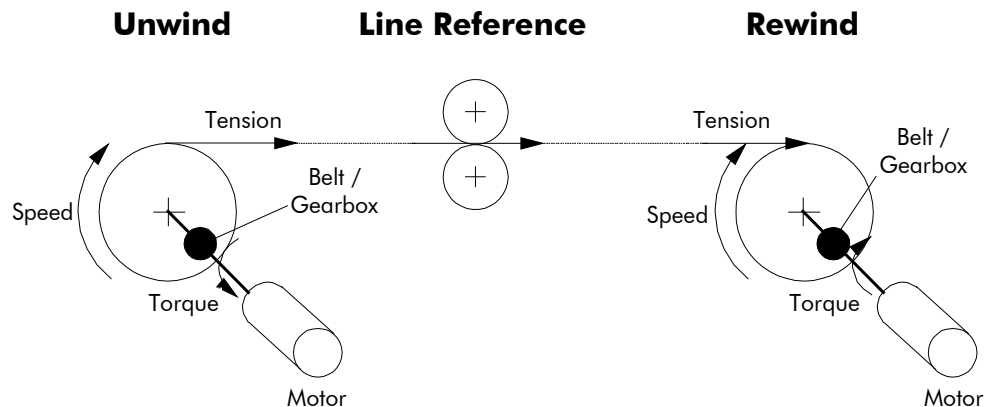 Unwind
Line Reference
Rewind
Tension
Tension
Belt /
Gearbox
Belt /
Gearbox
Speed
Speed
Torque
Torque
Motor
Motor